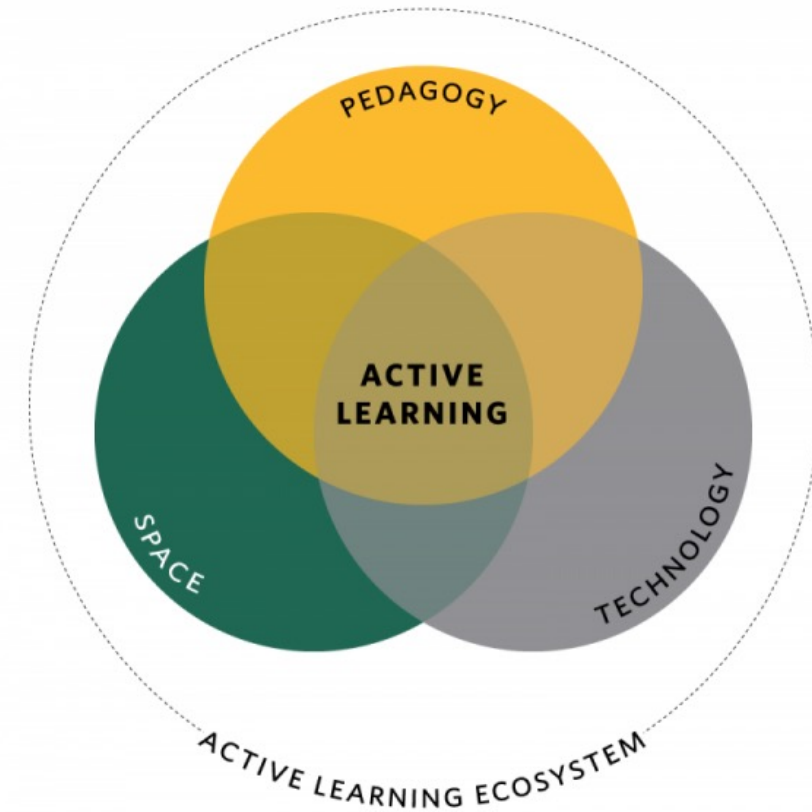 PEDAGOGY
ACTIVE
LEARNING
SPACE
TECHNOLOGY
ACTIVE LEARNING ECOSYSTEM